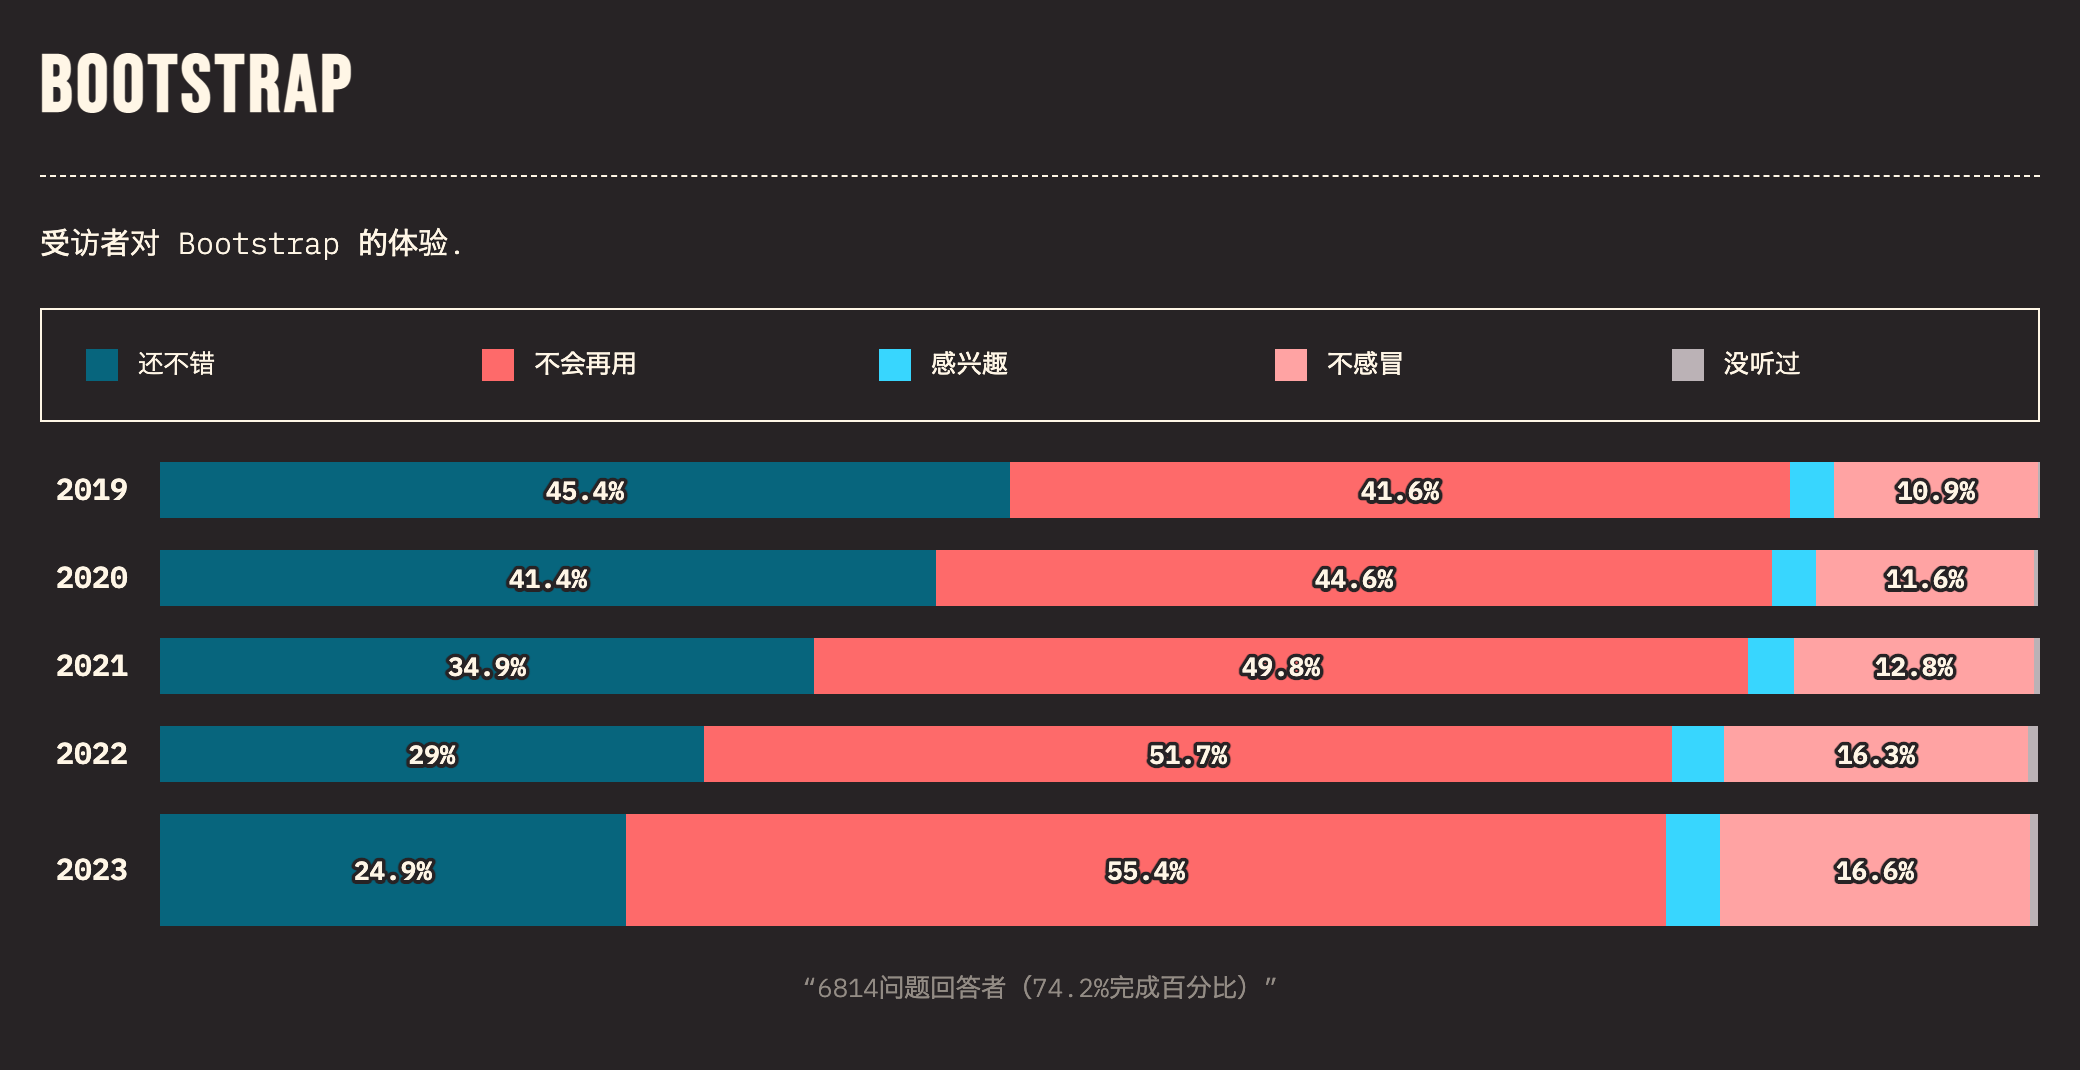 BOOTSTRAP
受访者对 Bootstrap 的体验.
还不错 不会再用 感兴趣 不感冒 没听过
2019 45.4% 41.6% 10.9%
2020 41.4% 44.6% 11.6%
2021 34.9% 49.8% 12.8%
2022 29% 51.7% 16.3%
2023 24.9% 55.4% 16.6%
“6814问题回答者（74.2%完成百分比）”